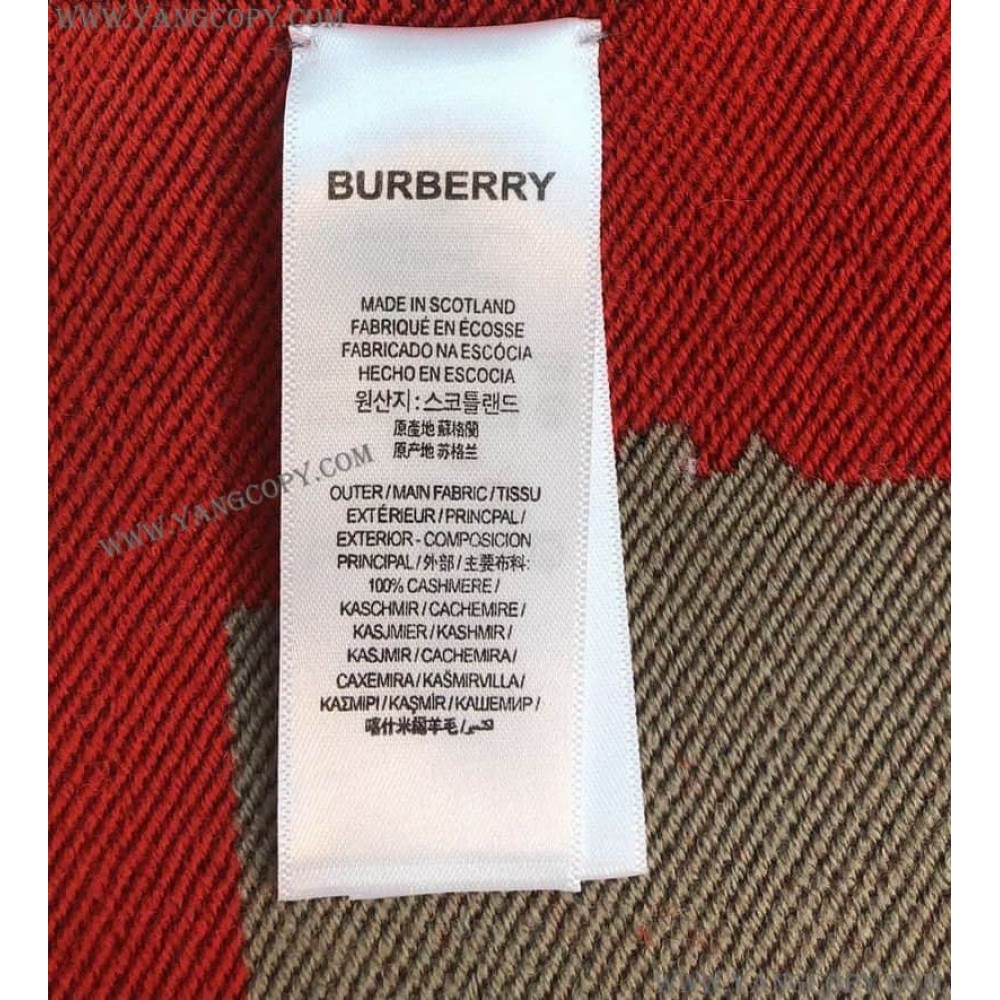 WWW.YANGCOPY.COM
BURBERRY
MADE IN SCOTLAND
FABRIQUÉ EN ÉCOSSE
FABRICADO NA ESCÓCIA
HECHO EN ESCOCIA
원산지 : 스코틀랜드
原產地 蘇格蘭
原产地 苏格兰
WWW.YANGCOPY.COM
OUTER / MAIN FABRIC / TISSU
EXTÉRIEUR / PRINCPAL /
EXTERIOR - COMPOSICION
PRINCIPAL / 外部 / 主要布料:
100% CASHMERE /
KASCHMIR / CACHEMIRE /
KASJMIER / KASHMIR /
KASJMIR / CACHEMIRA /
CAXEMIRA / KAŠMIRVILLA /
ΚΑΣΜΙΡΙ / KAŞMİR / КАШЕМИР /
喀什米 羊毛 /